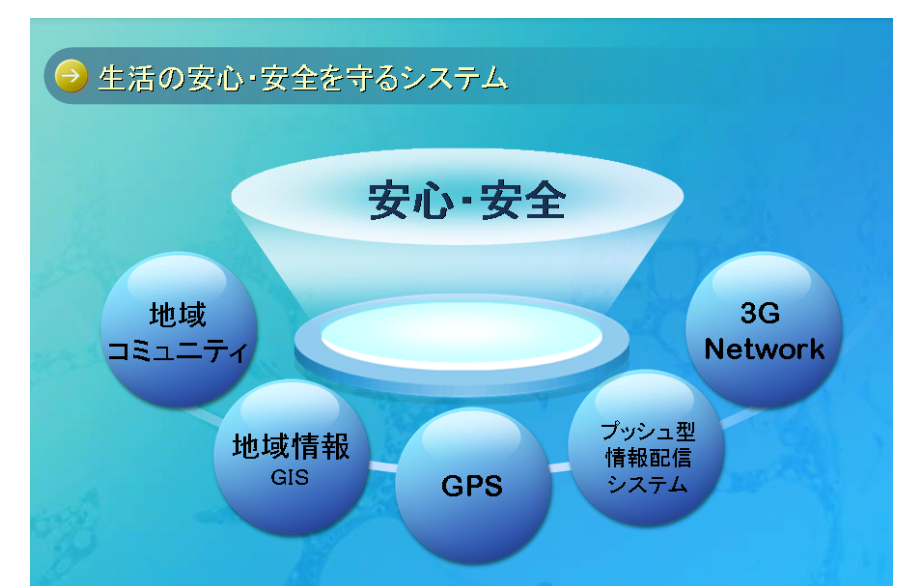 生活の安心・安全を守るシステム
安心・安全
地域
コミュニティ
地域情報
GIS
GPS
プッシュ型
情報配信
システム
3G
Network